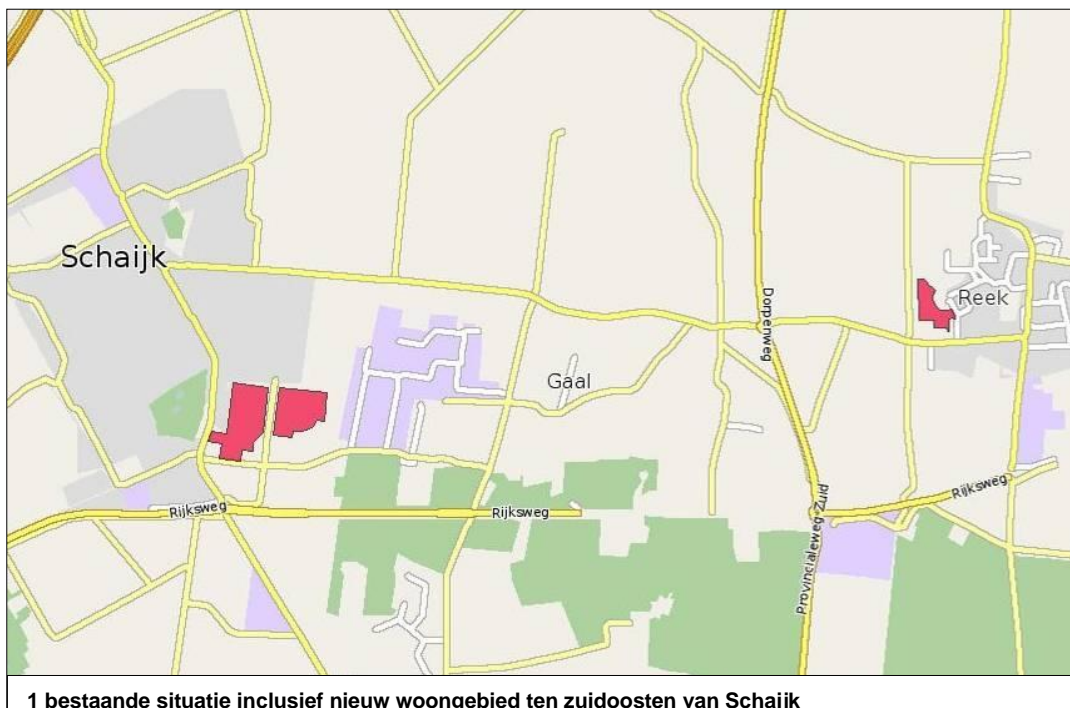 Schaijk
Dorpenweg
Reek
Gaal
Rijksweg
Rijksweg
Rijksweg
Provincialeweg-Zuid
1 bestaande situatie inclusief nieuw woongebied ten zuidoosten van Schaijk